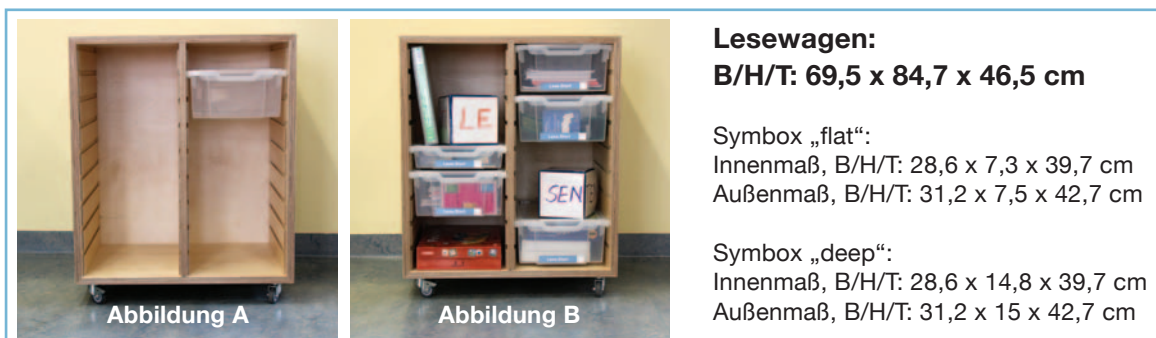 Lesewagen:
B/H/T: 69,5 x 84,7 x 46,5 cm
Symbox „flat“:
Innenmaß, B/H/T: 28,6 x 7,3 x 39,7 cm
Außenmaß, B/H/T: 31,2 x 7,5 x 42,7 cm
Symbox „deep“:
Innenmaß, B/H/T: 28,6 x 14,8 x 39,7 cm
Außenmaß, B/H/T: 31,2 x 15 x 42,7 cm
LE
SEN
Abbildung A
Abbildung B